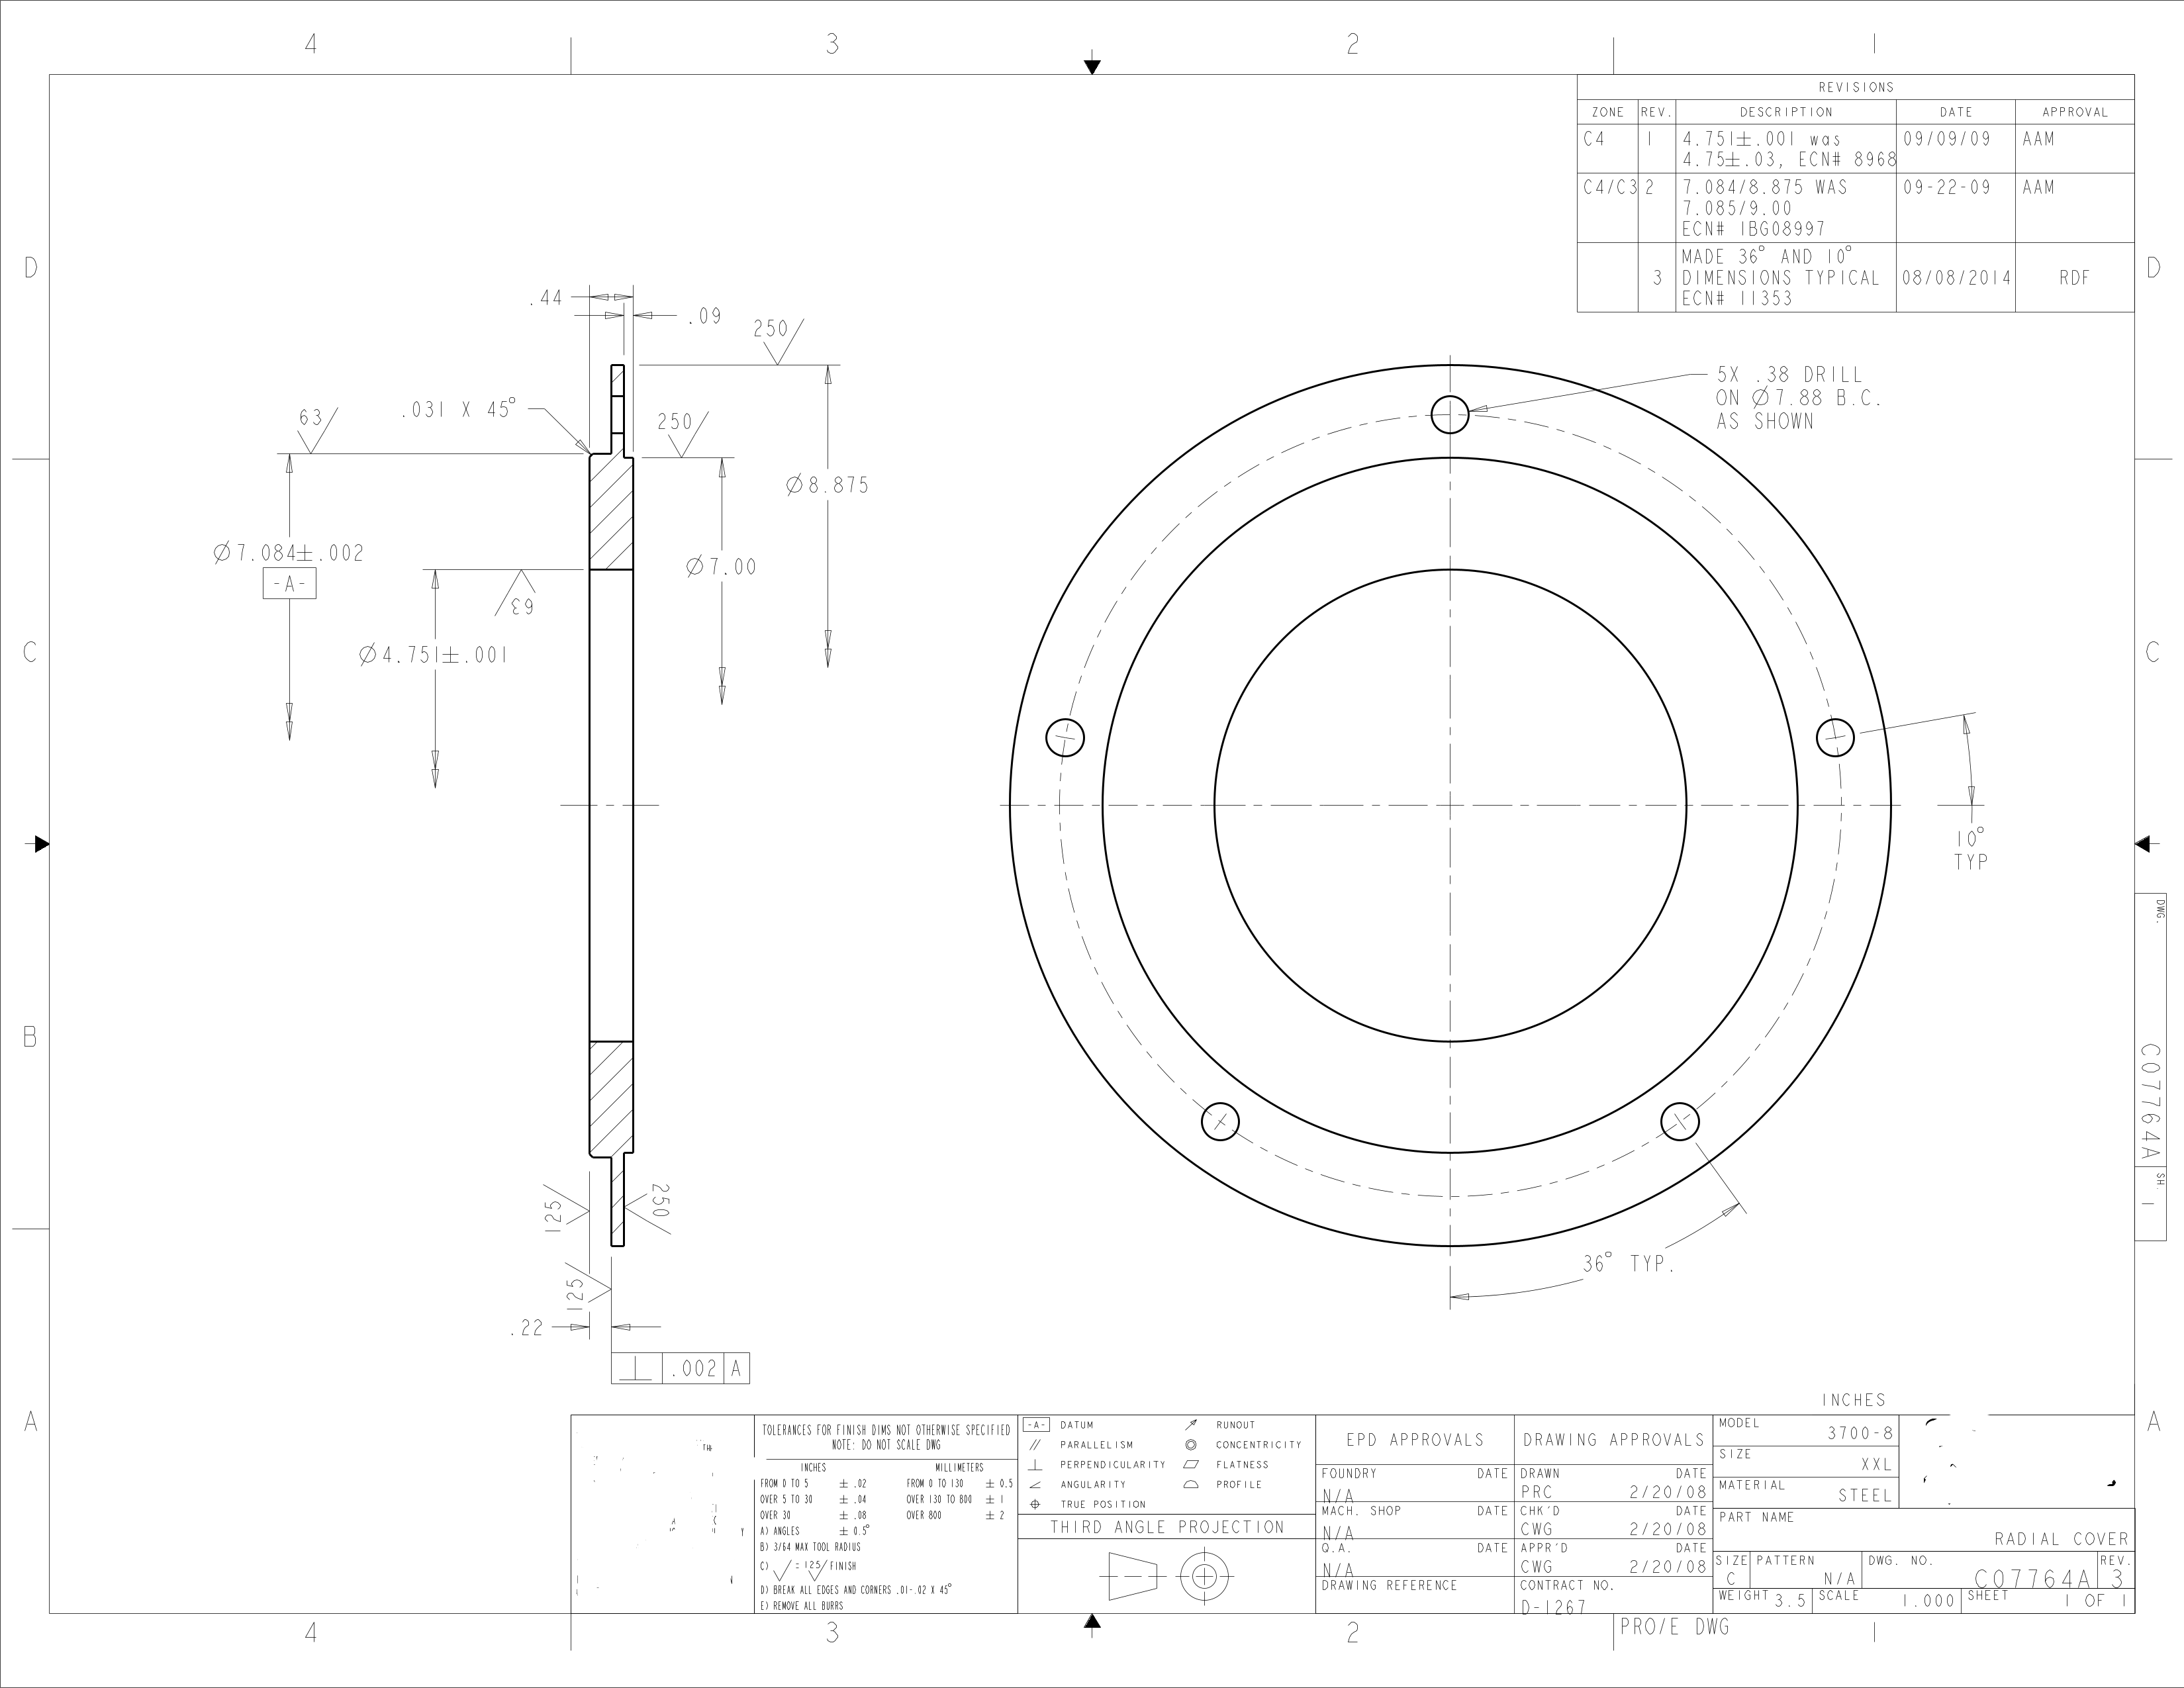 4 3 2 1
REVISIONS
ZONE REV. DESCRIPTION DATE APPROVAL
C4 1 4.751±.001 was 09/09/09 AAM
4.75±.03, ECN# 8968
C4/C3 2 7.084/8.875 WAS 09-22-09 AAM
7.085/9.00
ECN# 1BG08997
MADE 36° AND 10°
3 DIMENSIONS TYPICAL 08/08/2014 RDF
ECN# 11353
D D
.44
.09
250
.031 X 45°
63
250
5X .38 DRILL
ON Ø7.88 B.C.
AS SHOWN
Ø8.875
Ø7.084±.002
-A-
Ø7.00
63
Ø4.751±.001
C C
10°
TYP
DWG.
C07764A
SH.
1
B
125
250
36° TYP.
125
.22
⊥ .002 A
A A
INCHES
TOLERANCES FOR FINISH DIMS NOT OTHERWISE SPECIFIED
NOTE: DO NOT SCALE DWG
INCHES MILLIMETERS
FROM 0 TO 5 ± .02 FROM 0 TO 130 ± 0.5
OVER 5 TO 30 ± .04 OVER 130 TO 800 ± 1
OVER 30 ± .08 OVER 800 ± 2
A) ANGLES ± 0.5°
B) 3/64 MAX TOOL RADIUS
C) √ = 125√ FINISH
D) BREAK ALL EDGES AND CORNERS .01-.02 X 45°
E) REMOVE ALL BURRS
-A- DATUM RUNOUT
PARALLELISM CONCENTRICITY
PERPENDICULARITY FLATNESS
ANGULARITY PROFILE
TRUE POSITION
THIRD ANGLE PROJECTION
EPD APPROVALS
FOUNDRY DATE
N/A
MACH. SHOP DATE
N/A
Q.A. DATE
N/A
DRAWING REFERENCE
DRAWING APPROVALS
DRAWN DATE
PRC 2/20/08
CHK'D DATE
CWG 2/20/08
APPR'D DATE
CWG 2/20/08
CONTRACT NO.
D-1267
MODEL 3700-8
SIZE XXL
MATERIAL STEEL
PART NAME
RADIAL COVER
SIZE PATTERN DWG. NO. REV.
C N/A C07764A 3
WEIGHT 3.5 SCALE 1.000 SHEET 1 OF 1
4 3 2 1
PRO/E DWG